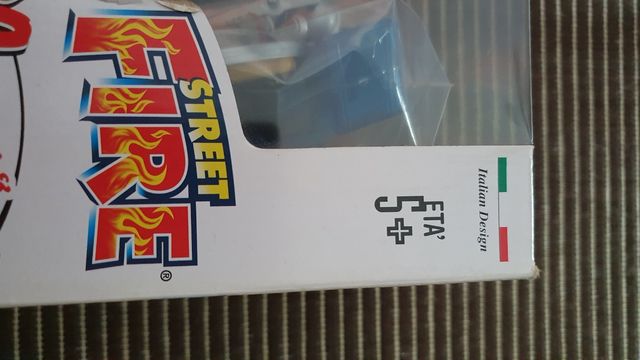 STREET
FIRE®
ETA'
5+
Italian Design